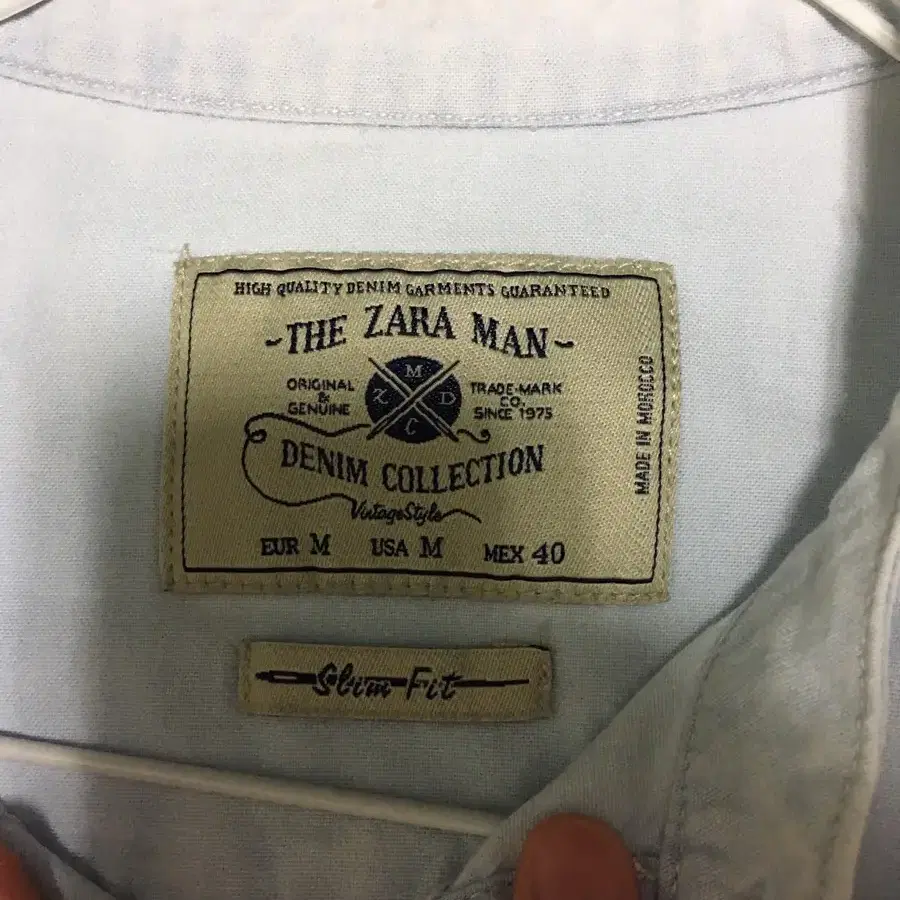 HIGH QUALITY DENIM GARMENTS GUARANTEED
-THE ZARA MAN-
ORIGINAL & GENUINE
M
Z D
C
TRADE-MARK CO. SINCE 1975
DENIM COLLECTION
VintageStyle
EUR M USA M MEX 40
MADE IN MOROCCO
Slim Fit